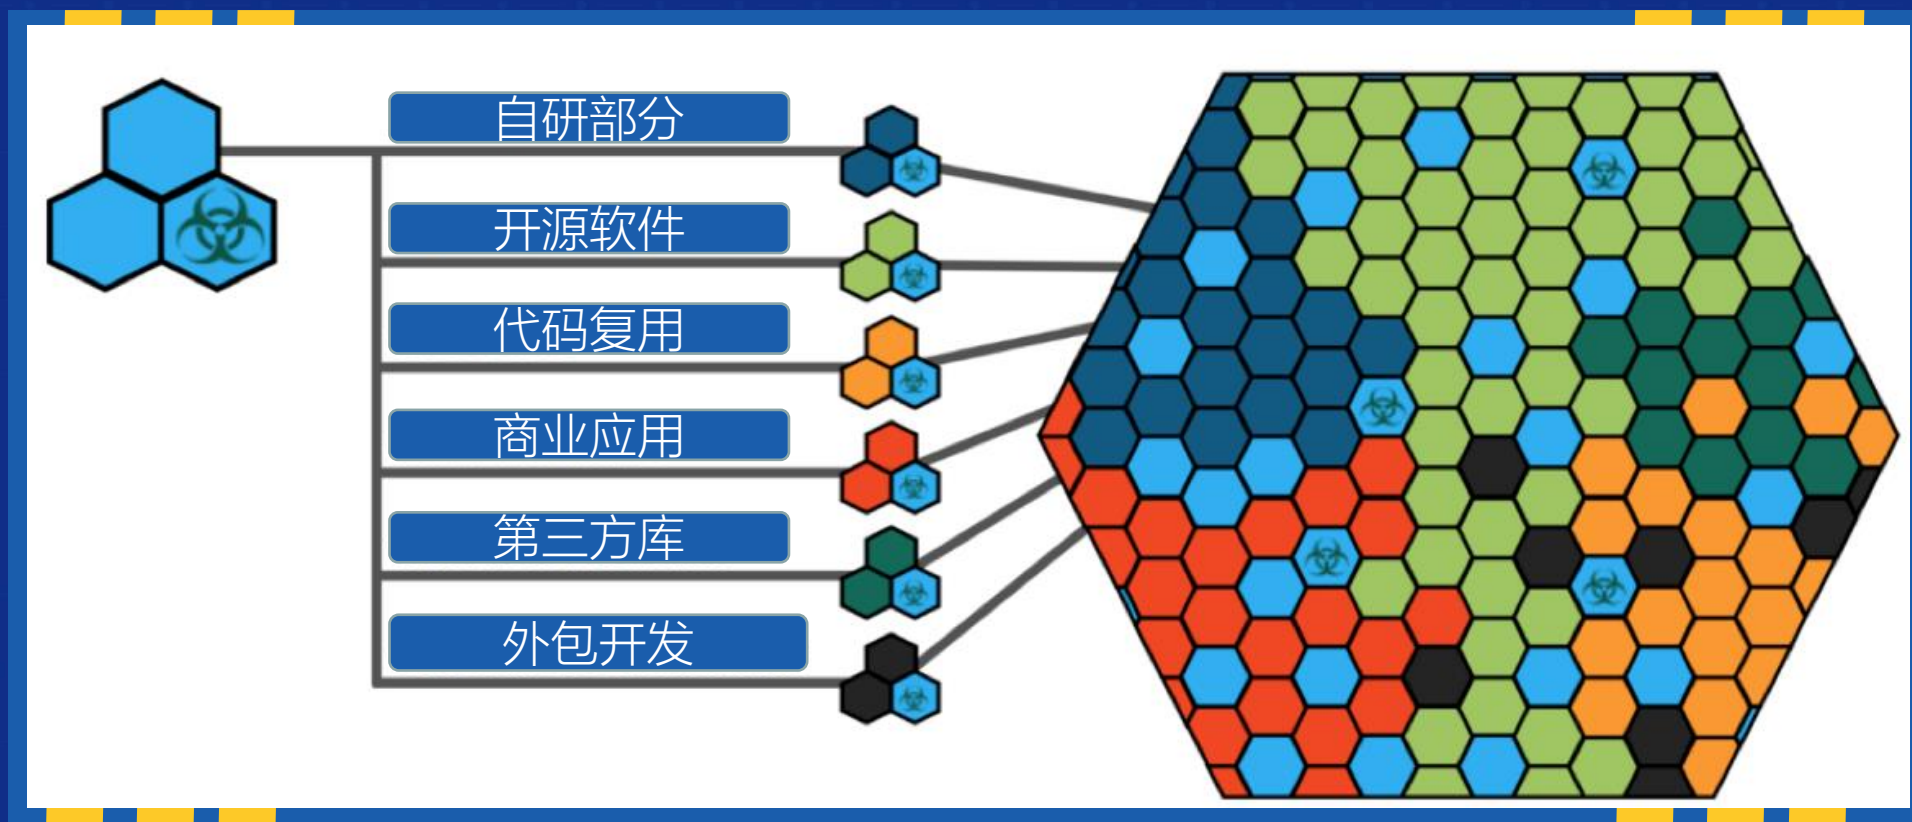 自研部分
开源软件
代码复用
商业应用
第三方库
外包开发